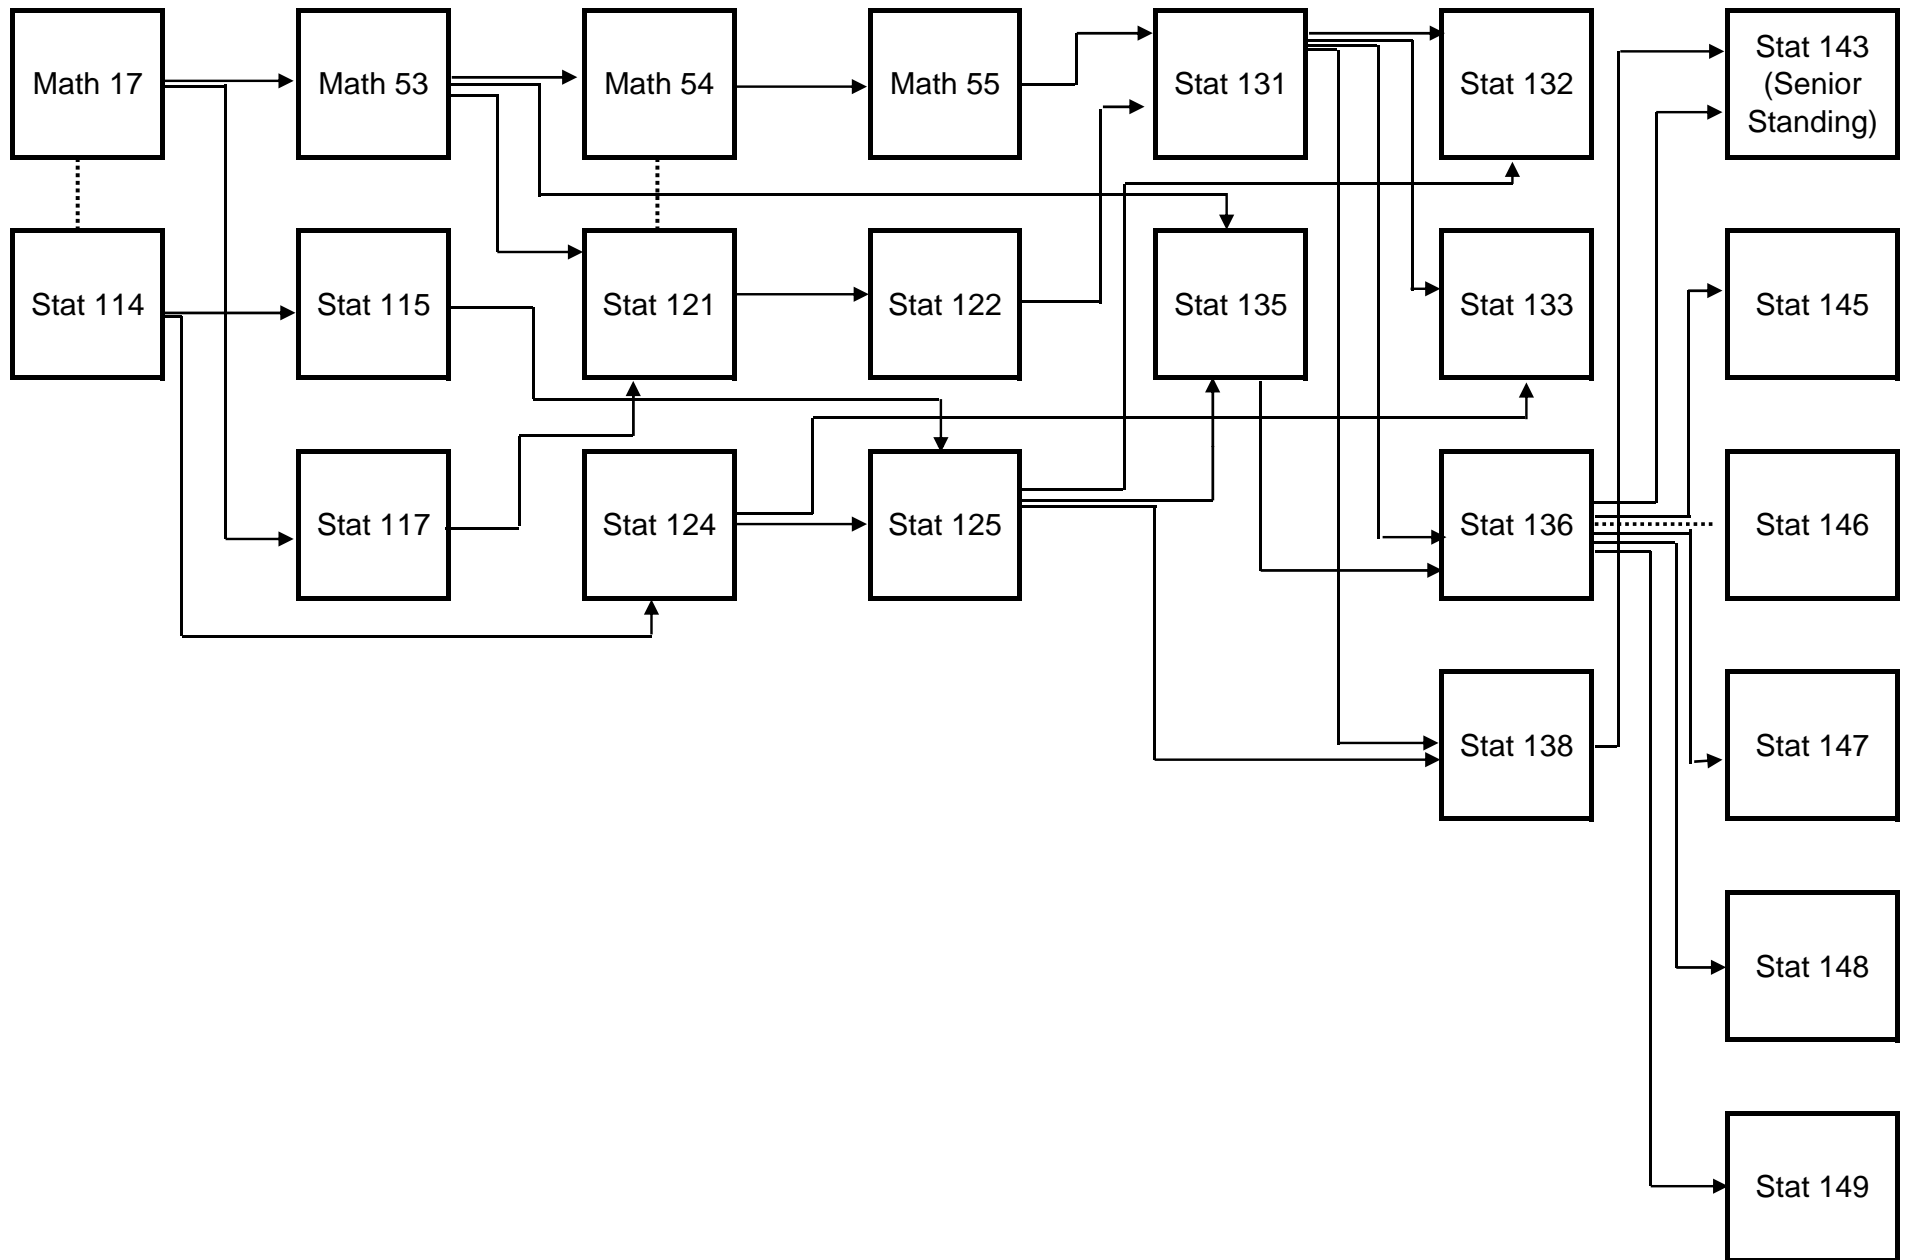 Math 17
Math 53
Math 54
Math 55
Stat 131
Stat 132
Stat 143
(Senior
Standing)
Stat 114
Stat 115
Stat 121
Stat 122
Stat 135
Stat 133
Stat 145
Stat 117
Stat 124
Stat 125
Stat 136
Stat 146
Stat 138
Stat 147
Stat 148
Stat 149